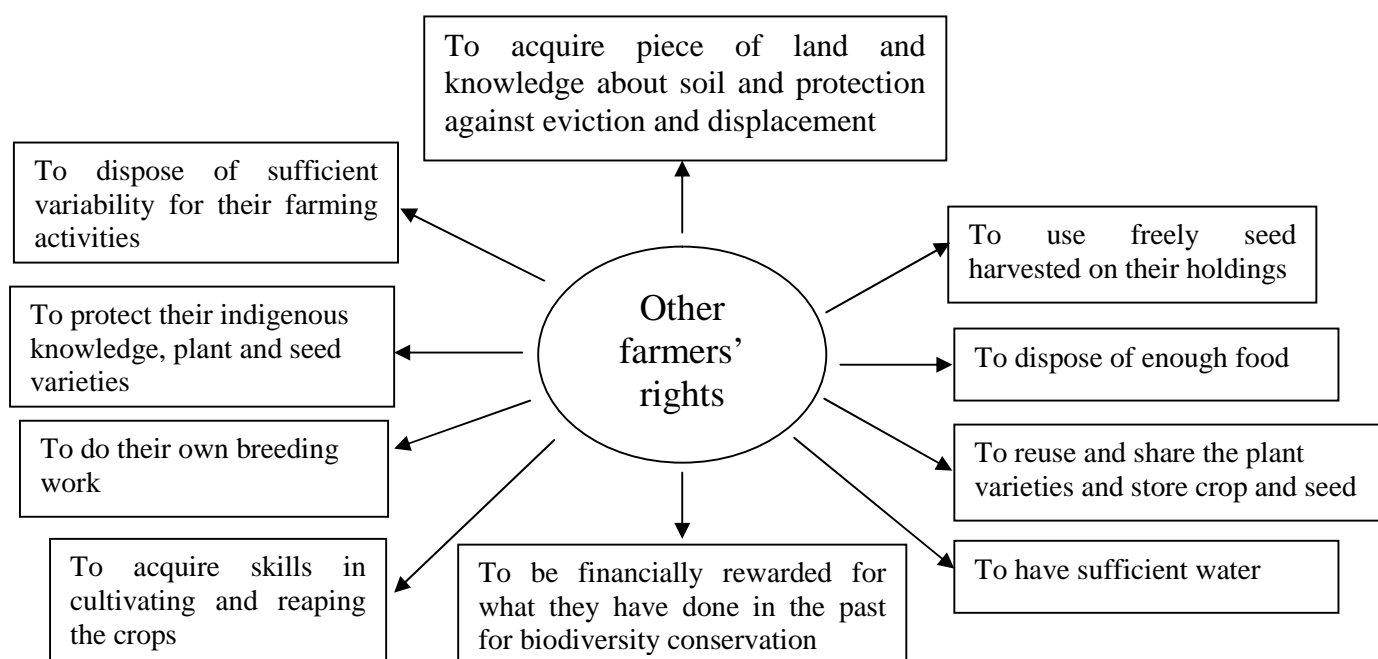 To acquire piece of land and
knowledge about soil and protection
against eviction and displacement
To dispose of sufficient
variability for their farming
activities
To use freely seed
harvested on their holdings
Other
farmers'
rights
To protect their indigenous
knowledge, plant and seed
varieties
To dispose of enough food
To do their own breeding
work
To reuse and share the plant
varieties and store crop and seed
To acquire skills in
cultivating and reaping
the crops
To be financially rewarded for
what they have done in the past
for biodiversity conservation
To have sufficient water